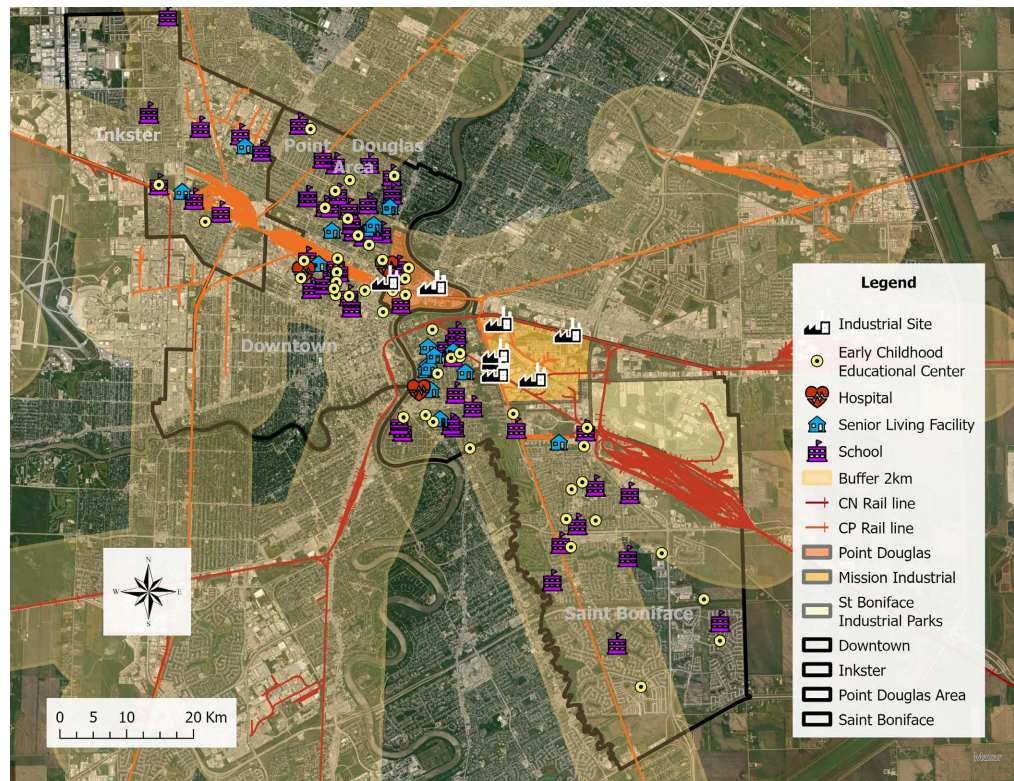 Inkster
Point Douglas
Area
Downtown
Saint Boniface
N
W E
S
0 5 10 20 Km
Legend
Industrial Site
Early Childhood
Educational Center
Hospital
Senior Living Facility
School
Buffer 2km
CN Rail line
CP Rail line
Point Douglas
Mission Industrial
St Boniface
Industrial Parks
Downtown
Inkster
Point Douglas Area
Saint Boniface
Maxar